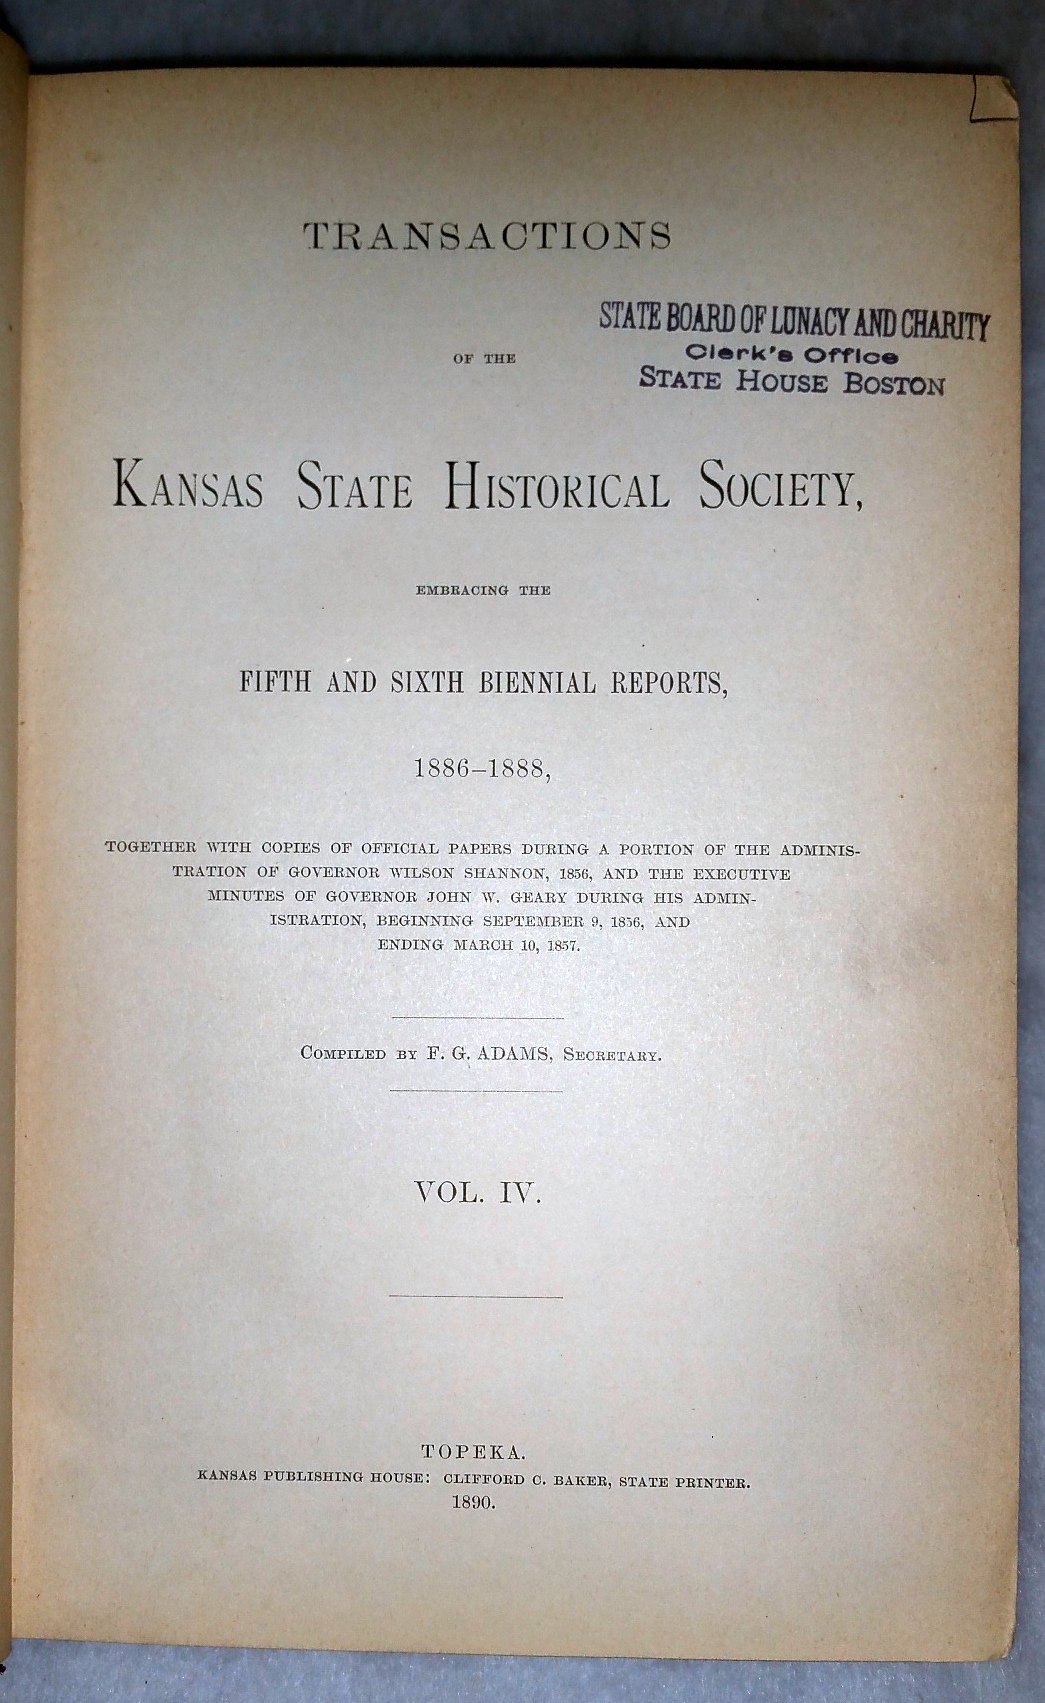 TRANSACTIONS
STATE BOARD OF LUNACY AND CHARITY
Clerk's Office
STATE HOUSE BOSTON
OF THE
KANSAS STATE HISTORICAL SOCIETY,
EMBRACING THE
FIFTH AND SIXTH BIENNIAL REPORTS,
1886–1888,
TOGETHER WITH COPIES OF OFFICIAL PAPERS DURING A PORTION OF THE ADMINIS-
TRATION OF GOVERNOR WILSON SHANNON, 1856, AND THE EXECUTIVE
MINUTES OF GOVERNOR JOHN W. GEARY DURING HIS ADMIN-
ISTRATION, BEGINNING SEPTEMBER 9, 1856, AND
ENDING MARCH 10, 1857.
COMPILED BY F. G. ADAMS, SECRETARY.
VOL. IV.
TOPEKA.
KANSAS PUBLISHING HOUSE: CLIFFORD C. BAKER, STATE PRINTER.
1890.